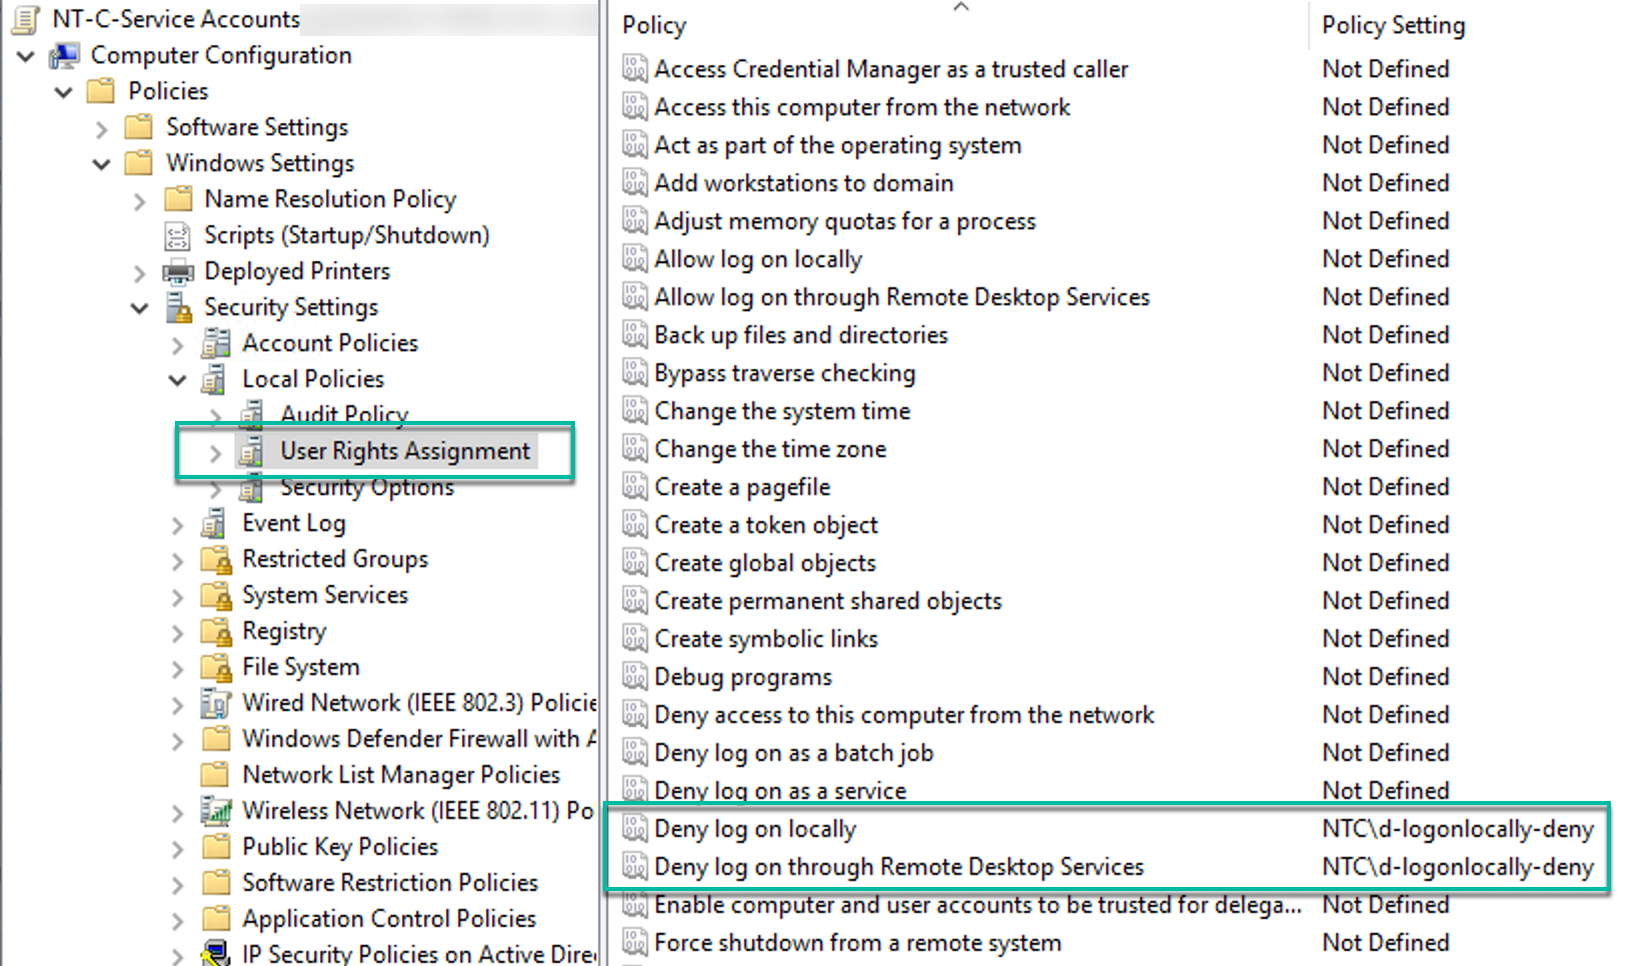 NT-C-Service Accounts
Computer Configuration
Policies
Software Settings
Windows Settings
Name Resolution Policy
Scripts (Startup/Shutdown)
Deployed Printers
Security Settings
Account Policies
Local Policies
Audit Policy
User Rights Assignment
Security Options
Event Log
Restricted Groups
System Services
Registry
File System
Wired Network (IEEE 802.3) Policie
Windows Defender Firewall with A
Network List Manager Policies
Wireless Network (IEEE 802.11) Po
Public Key Policies
Software Restriction Policies
Application Control Policies
IP Security Policies on Active Dire
Policy Policy Setting
Access Credential Manager as a trusted caller Not Defined
Access this computer from the network Not Defined
Act as part of the operating system Not Defined
Add workstations to domain Not Defined
Adjust memory quotas for a process Not Defined
Allow log on locally Not Defined
Allow log on through Remote Desktop Services Not Defined
Back up files and directories Not Defined
Bypass traverse checking Not Defined
Change the system time Not Defined
Change the time zone Not Defined
Create a pagefile Not Defined
Create a token object Not Defined
Create global objects Not Defined
Create permanent shared objects Not Defined
Create symbolic links Not Defined
Debug programs Not Defined
Deny access to this computer from the network Not Defined
Deny log on as a batch job Not Defined
Deny log on as a service Not Defined
Deny log on locally NTC\d-logonlocally-deny
Deny log on through Remote Desktop Services NTC\d-logonlocally-deny
Enable computer and user accounts to be trusted for delega... Not Defined
Force shutdown from a remote system Not Defined